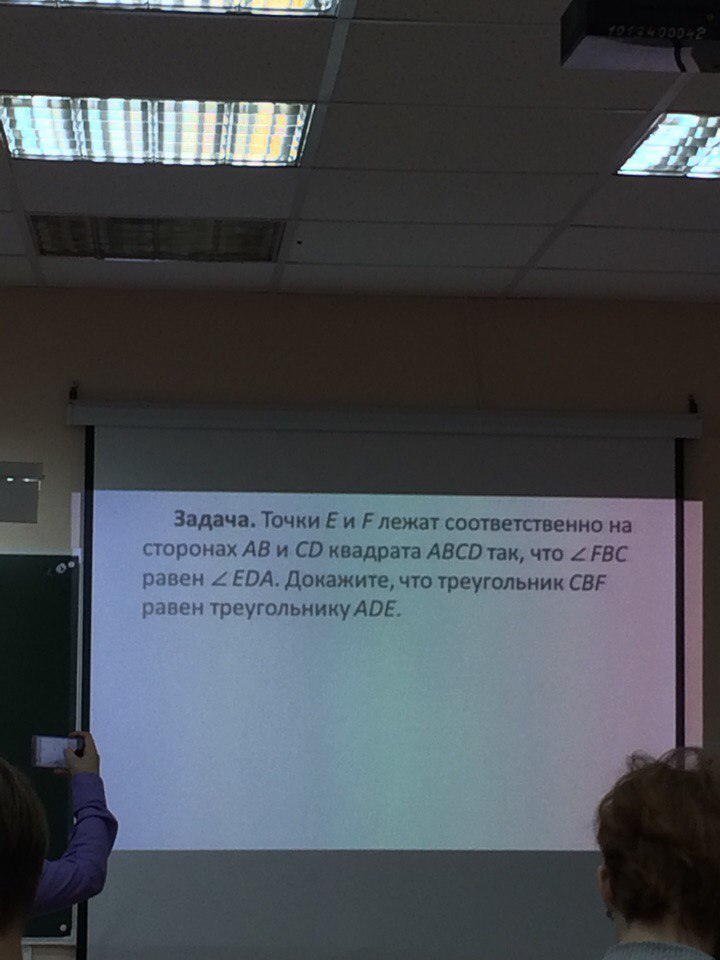 1012400042
Задача. Точки E и F лежат соответственно на
сторонах AB и CD квадрата ABCD так, что ∠FBC
равен ∠EDA. Докажите, что треугольник CBF
равен треугольнику ADE.